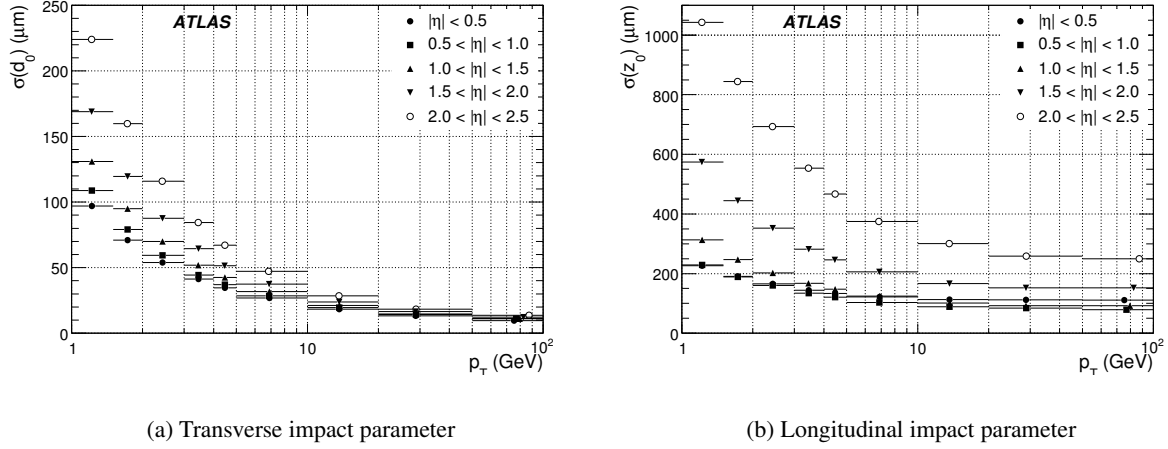 ATLAS
σ(d₀) (μm)
250
200
150
100
50
0
1
10
10²
p_T (GeV)
|η| < 0.5
0.5 < |η| < 1.0
1.0 < |η| < 1.5
1.5 < |η| < 2.0
2.0 < |η| < 2.5
(a) Transverse impact parameter
ATLAS
σ(z₀) (μm)
1000
800
600
400
200
0
1
10
10²
p_T (GeV)
|η| < 0.5
0.5 < |η| < 1.0
1.0 < |η| < 1.5
1.5 < |η| < 2.0
2.0 < |η| < 2.5
(b) Longitudinal impact parameter